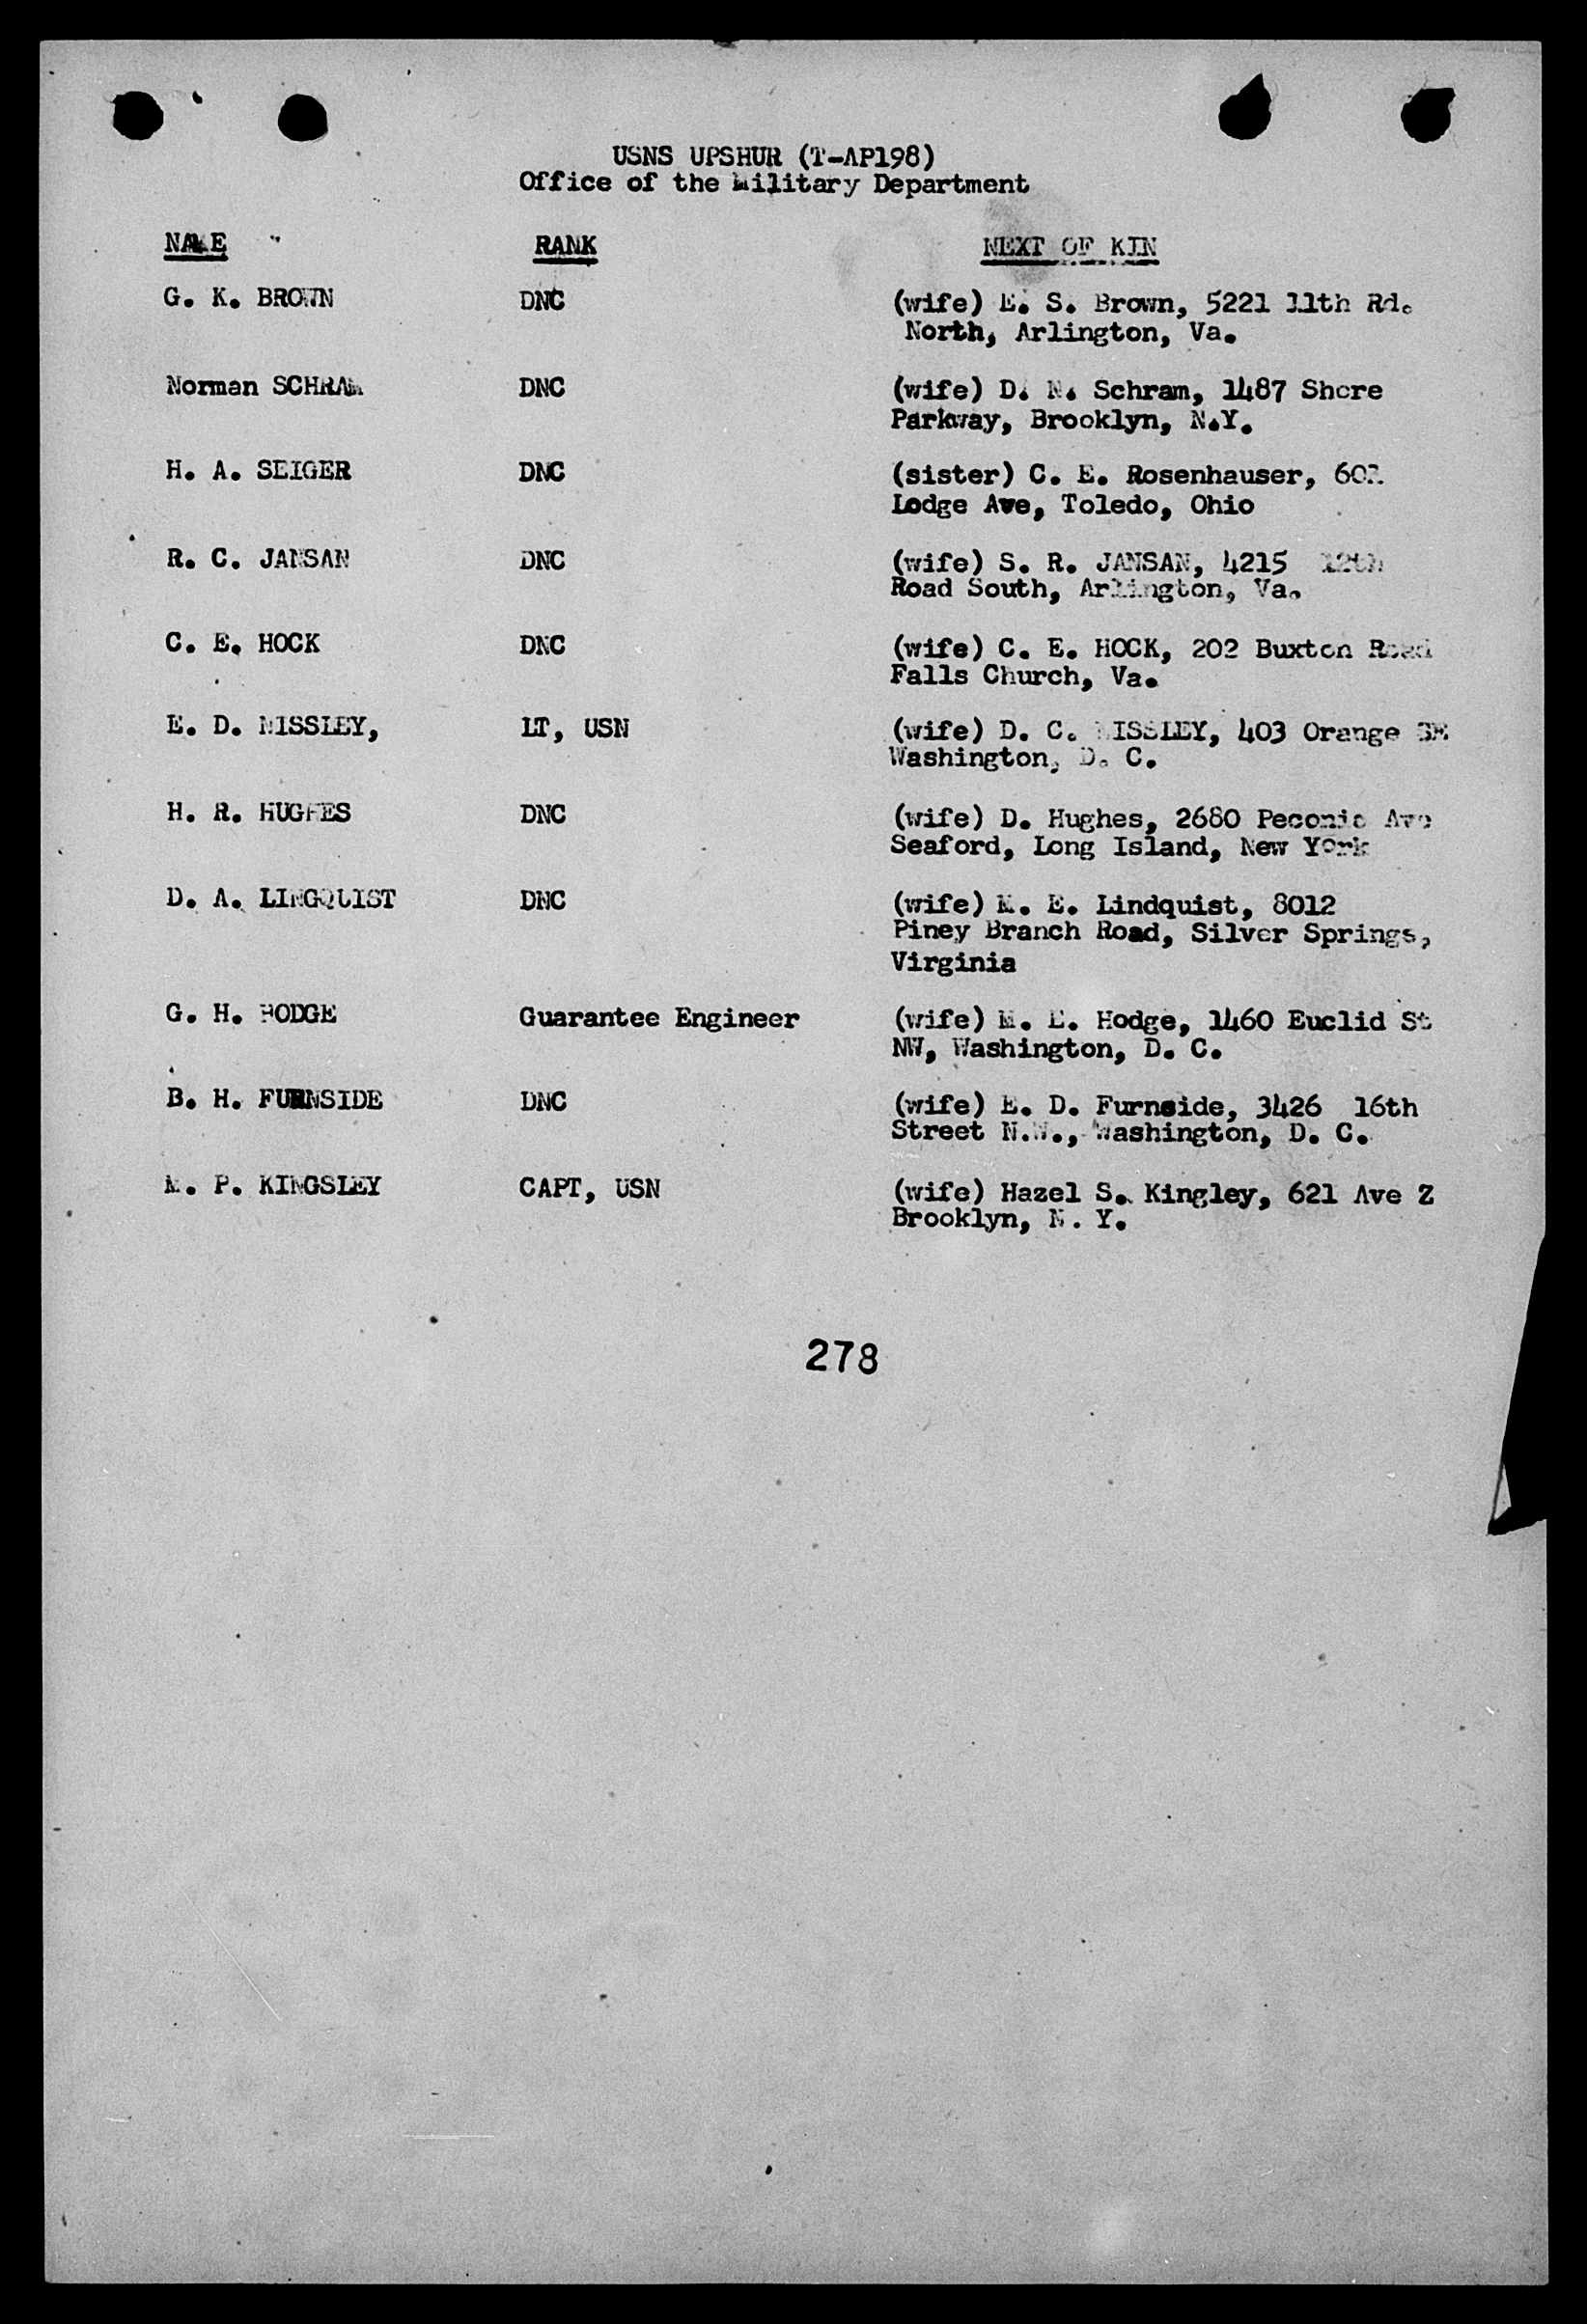 USNS UPSHUR (T-AP198)
Office of the Military Department
NAME RANK NEXT OF KIN
G. K. BROWN DNC (wife) E. S. Brown, 5221 11th Rd.
North, Arlington, Va.
Norman SCHRAM DNC (wife) D. N. Schram, 1487 Shore
Parkway, Brooklyn, N.Y.
H. A. SEIGER DNC (sister) C. E. Rosenhauser,
Lodge Ave, Toledo, Ohio
R. C. JANSAN DNC (wife) S. R. JANSAN, 4215 12th
Road South, Arlington, Va.
C. E. HOCK DNC (wife) C. E. HOCK, 202 Buxton Road
Falls Church, Va.
E. D. MISSLEY, LT, USN (wife) D. C. MISSLEY, 403 Orange SE
Washington, D. C.
H. R. HUGHES DNC (wife) D. Hughes, 2680 Peconic Ave
Seaford, Long Island, New York
D. A. LINGQUIST DNC (wife) M. E. Lindquist, 8012
Piney Branch Road, Silver Springs,
Virginia
G. H. HODGE Guarantee Engineer (wife) M. E. Hodge, 1460 Euclid St
NW, Washington, D. C.
B. H. FURNSIDE DNC (wife) E. D. Furnside, 3426 16th
Street N.W., Washington, D. C.
M. P. KINGSLEY CAPT, USN (wife) Hazel S. Kingley, 621 Ave Z
Brooklyn, N. Y.
278